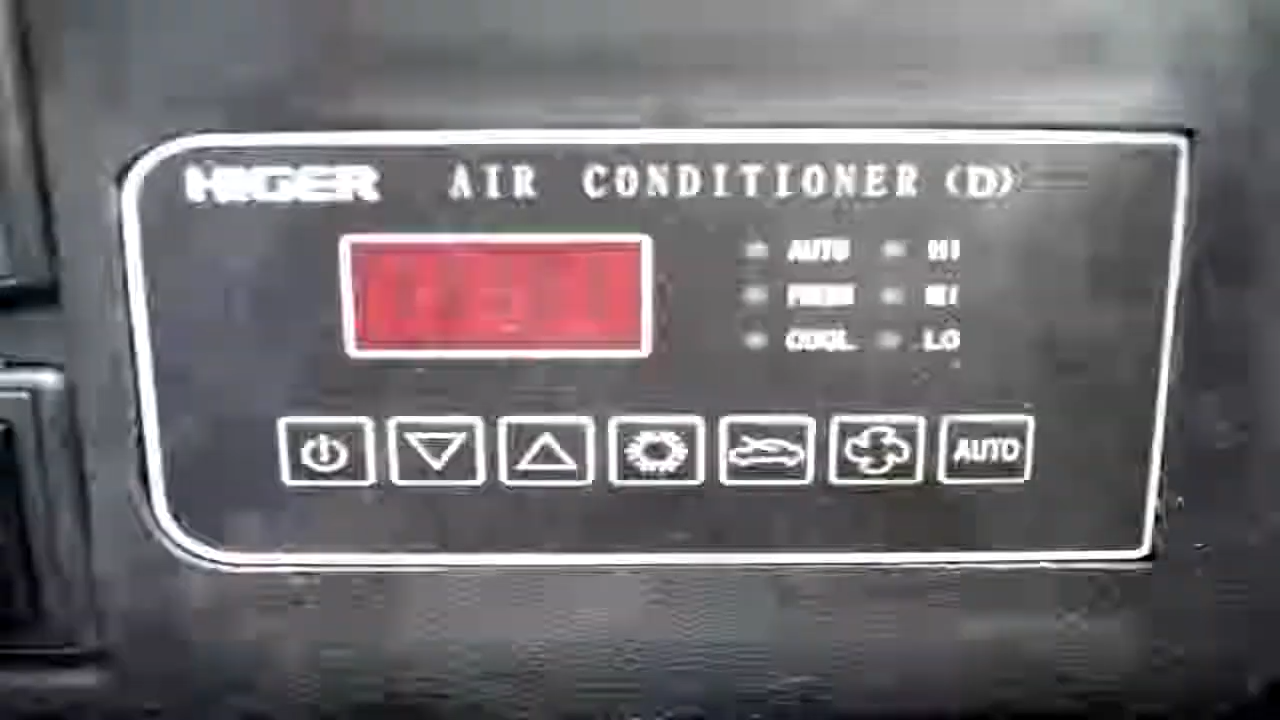 HIGER AIR CONDITIONER (D)
AUTO HI
FRESH MI
COOL LO
AUTO